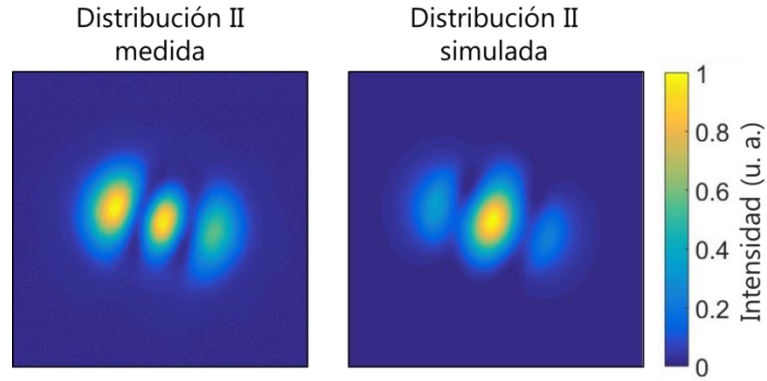 Distribución II
medida
Distribución II
simulada
1
0.8
0.6
0.4
0.2
0
Intensidad (u. a.)